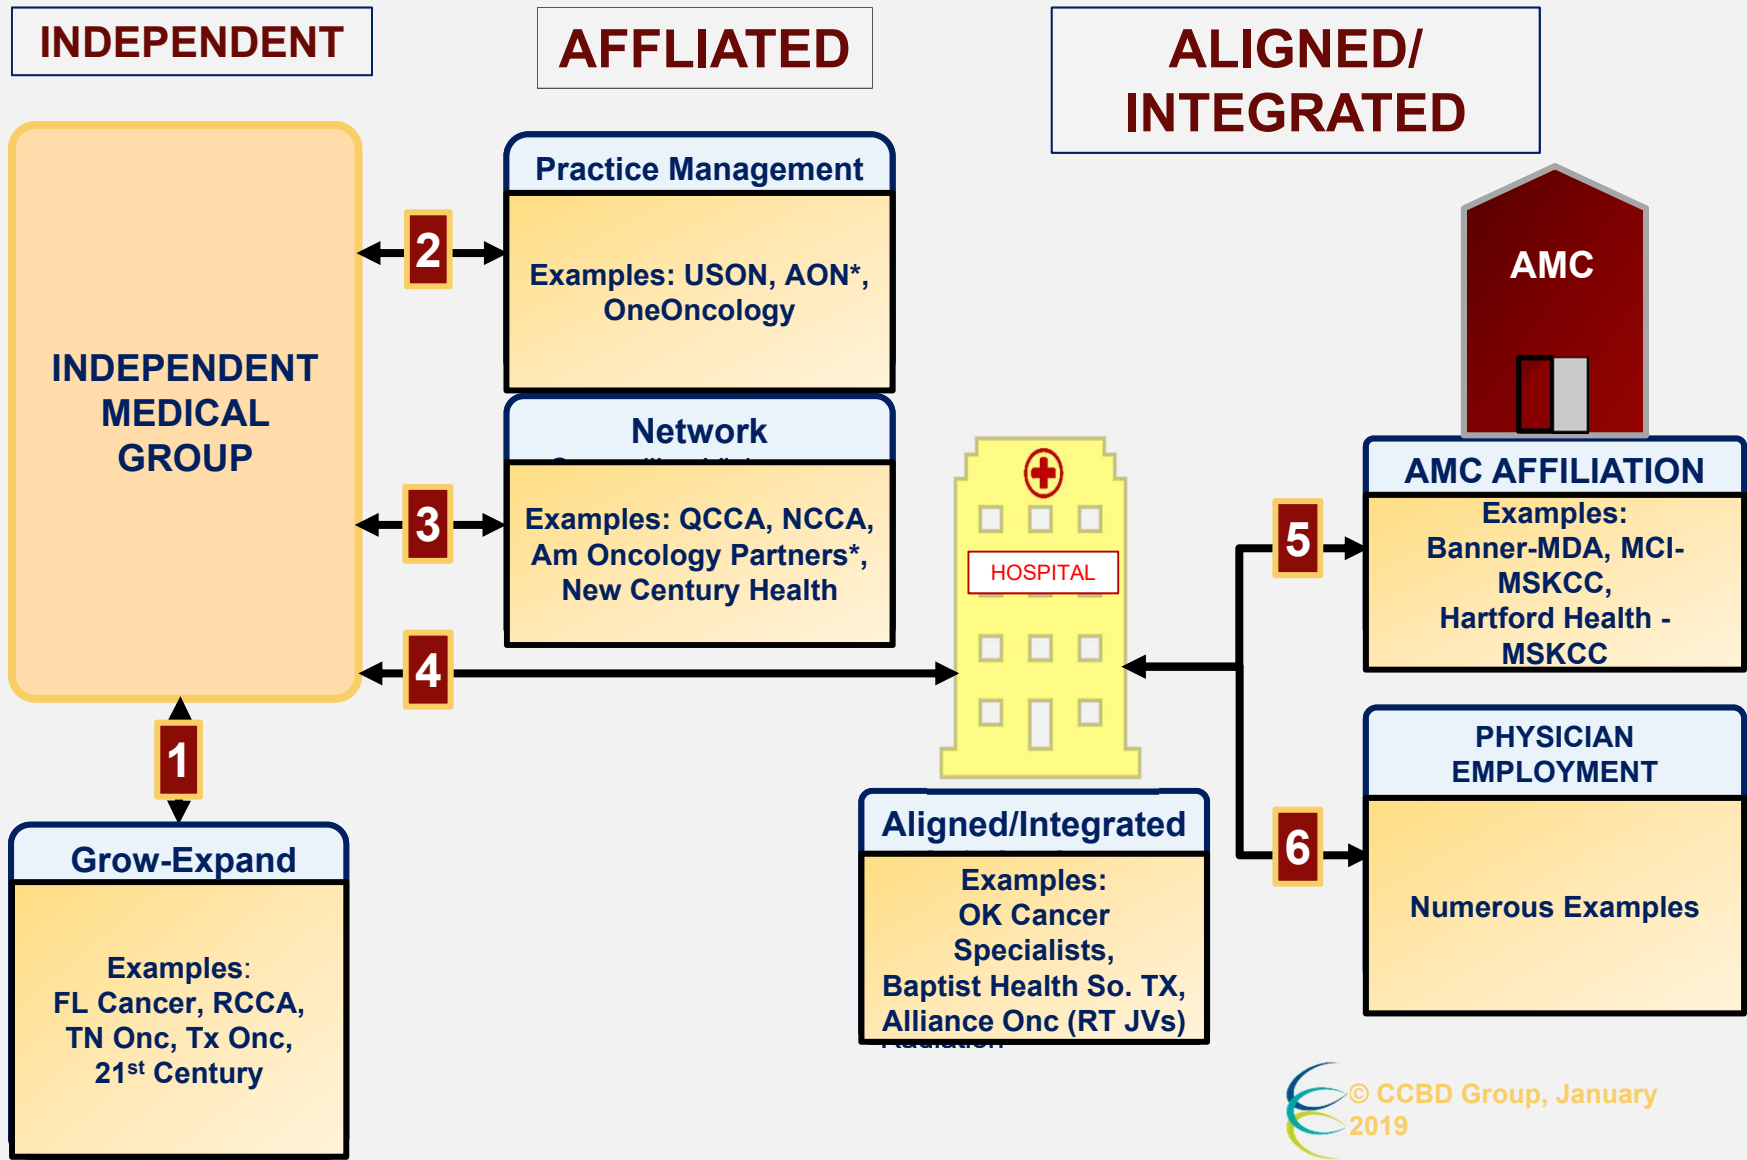 INDEPENDENT
AFFLIATED
ALIGNED/
INTEGRATED
INDEPENDENT
MEDICAL
GROUP
2
Practice Management
Examples: USON, AON*,
OneOncology
3
Network
Examples: QCCA, NCCA,
Am Oncology Partners*,
New Century Health
4
1
Grow-Expand
Examples:
FL Cancer, RCCA,
TN Onc, Tx Onc,
21st Century
HOSPITAL
Aligned/Integrated
Examples:
OK Cancer
Specialists,
Baptist Health So. TX,
Alliance Onc (RT JVs)
Radiation
AMC
5
AMC AFFILIATION
Examples:
Banner-MDA, MCI-
MSKCC,
Hartford Health -
MSKCC
6
PHYSICIAN
EMPLOYMENT
Numerous Examples
© CCBD Group, January
2019